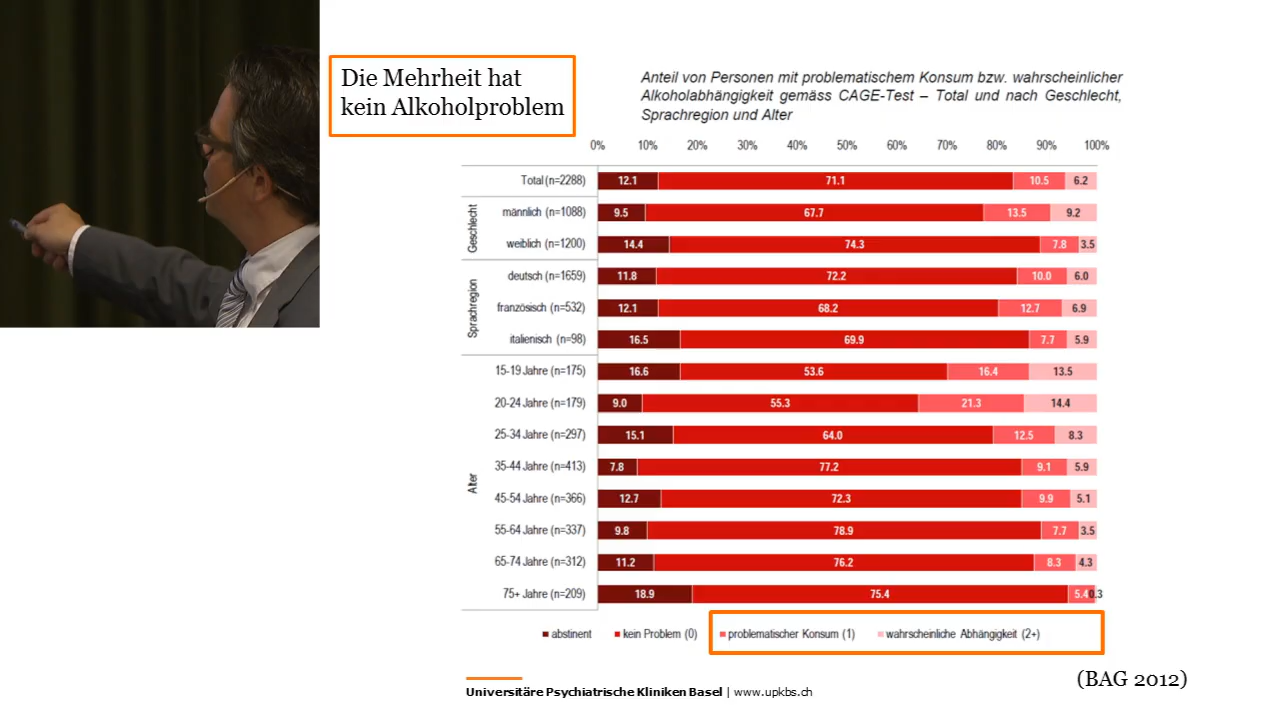 Die Mehrheit hat
kein Alkoholproblem
Anteil von Personen mit problematischem Konsum bzw. wahrscheinlicher
Alkoholabhängigkeit gemäss CAGE-Test – Total und nach Geschlecht,
Sprachregion und Alter
0% 10% 20% 30% 40% 50% 60% 70% 80% 90% 100%
Total (n=2288) 12.1 71.1 10.5 6.2
Geschlecht
männlich (n=1088) 9.5 67.7 13.5 9.2
weiblich (n=1200) 14.4 74.3 7.8 3.5
Sprachregion
deutsch (n=1659) 11.8 72.2 10.0 6.0
französisch (n=532) 12.1 68.2 12.7 6.9
italienisch (n=98) 16.5 69.9 7.7 5.9
Alter
15-19 Jahre (n=175) 16.6 53.6 16.4 13.5
20-24 Jahre (n=179) 9.0 55.3 21.3 14.4
25-34 Jahre (n=297) 15.1 64.0 12.5 8.3
35-44 Jahre (n=413) 7.8 77.2 9.1 5.9
45-54 Jahre (n=366) 12.7 72.3 9.9 5.1
55-64 Jahre (n=337) 9.8 78.9 7.7 3.5
65-74 Jahre (n=312) 11.2 76.2 8.3 4.3
75+ Jahre (n=209) 18.9 75.4 5.4 0.3
abstinent kein Problem (0) problematischer Konsum (1) wahrscheinliche Abhängigkeit (2+)
(BAG 2012)
Universitäre Psychiatrische Kliniken Basel | www.upkbs.ch